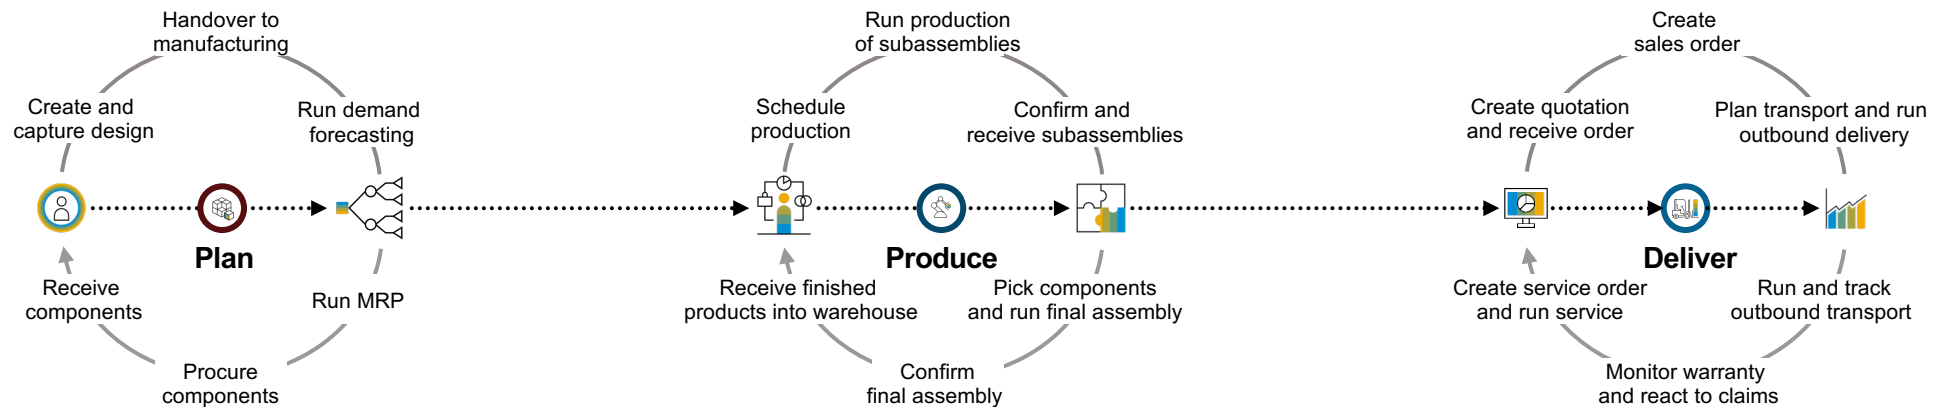 Handover to
manufacturing
Create and
capture design
Run demand
forecasting
Plan
Receive
components
Run MRP
Procure
components
Run production
of subassemblies
Schedule
production
Confirm and
receive subassemblies
Produce
Receive finished
products into warehouse
Pick components
and run final assembly
Confirm
final assembly
Create
sales order
Create quotation
and receive order
Plan transport and run
outbound delivery
Deliver
Create service order
and run service
Run and track
outbound transport
Monitor warranty
and react to claims